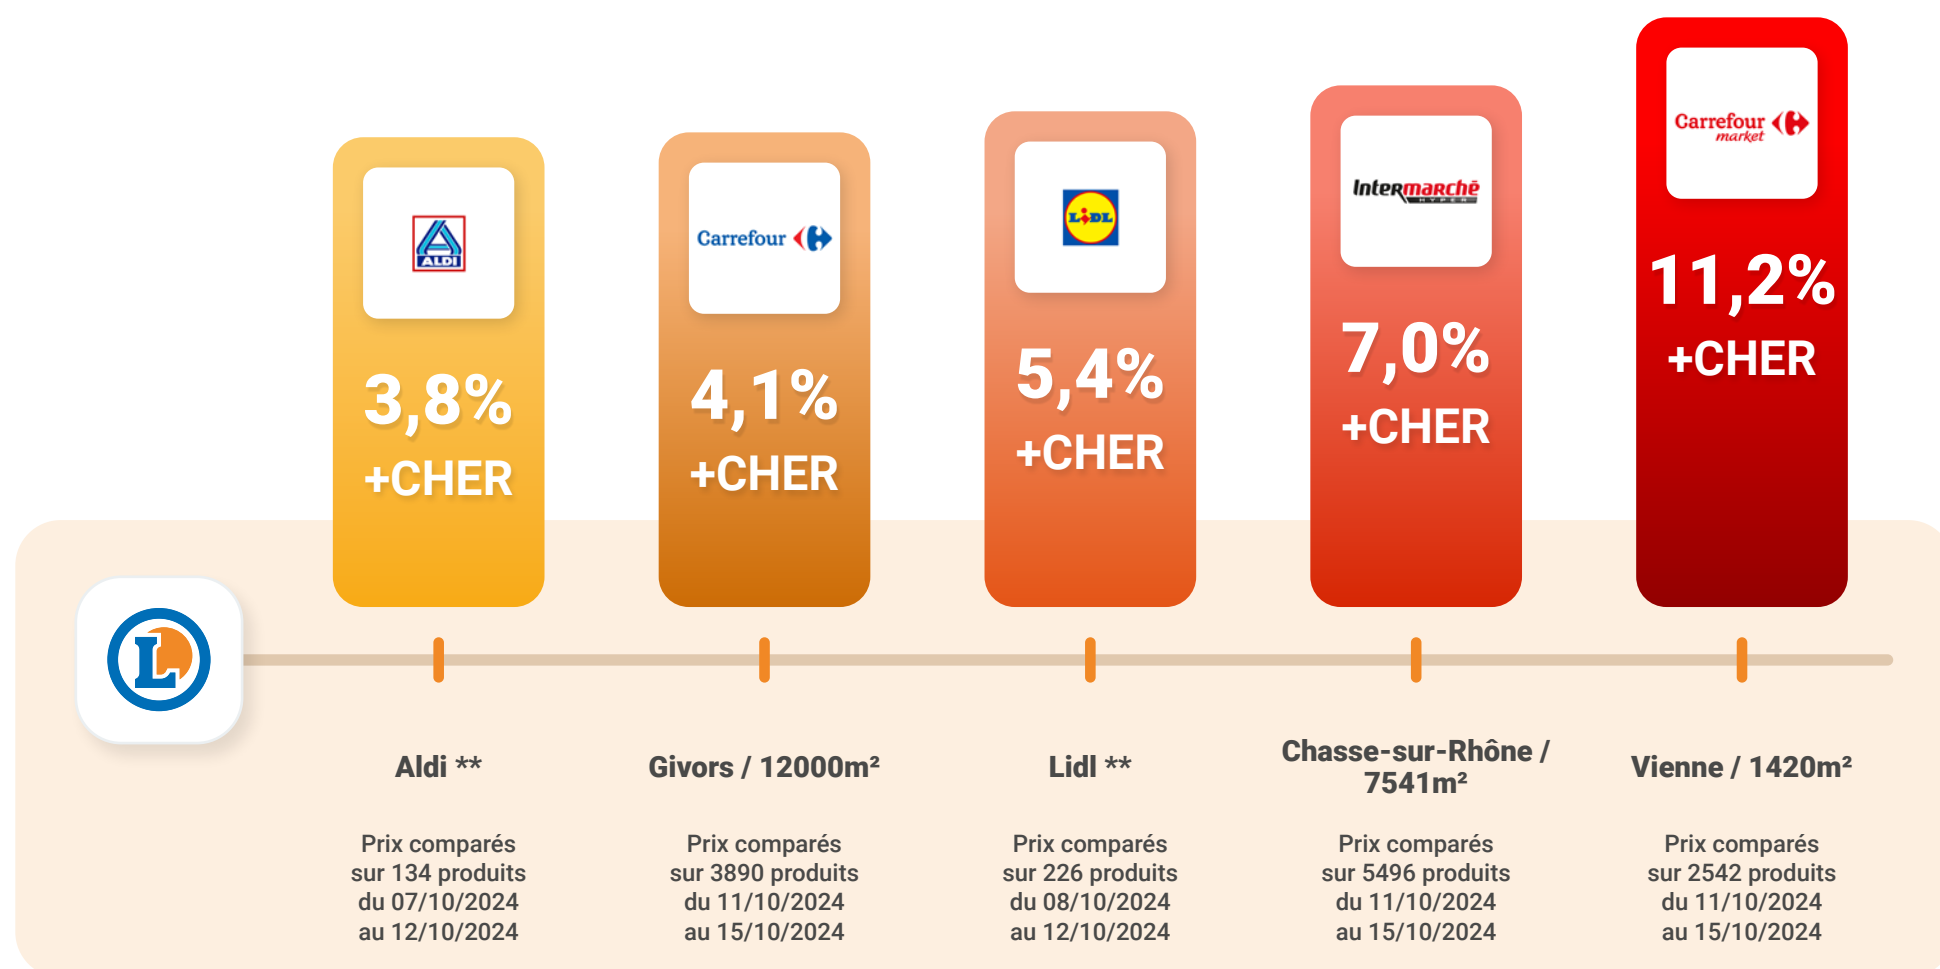 ALDI
3,8%
+CHER
Carrefour
4,1%
+CHER
LIDL
5,4%
+CHER
Intermarchē
HYPER
7,0%
+CHER
Carrefour
market
11,2%
+CHER
L
Aldi **
Prix comparés
sur 134 produits
du 07/10/2024
au 12/10/2024
Givors / 12000m²
Prix comparés
sur 3890 produits
du 11/10/2024
au 15/10/2024
Lidl **
Prix comparés
sur 226 produits
du 08/10/2024
au 12/10/2024
Chasse-sur-Rhône /
7541m²
Prix comparés
sur 5496 produits
du 11/10/2024
au 15/10/2024
Vienne / 1420m²
Prix comparés
sur 2542 produits
du 11/10/2024
au 15/10/2024